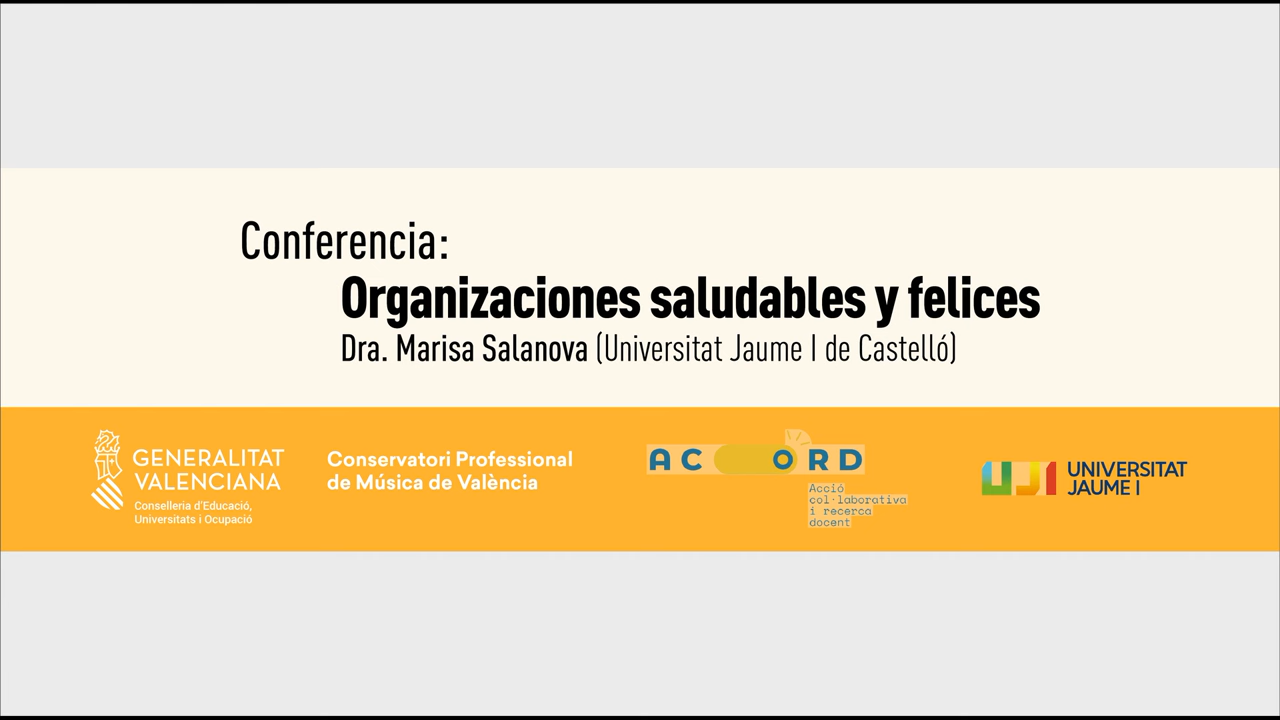 Conferencia:
Organizaciones saludables y felices
Dra. Marisa Salanova (Universitat Jaume I de Castelló)
GENERALITAT
VALENCIANA
Conselleria d'Educació,
Universitats i Ocupació
Conservatori Professional
de Música de València
AC ORD
Acció
col·laborativa
i recerca
docent
UJI
UNIVERSITAT
JAUME I